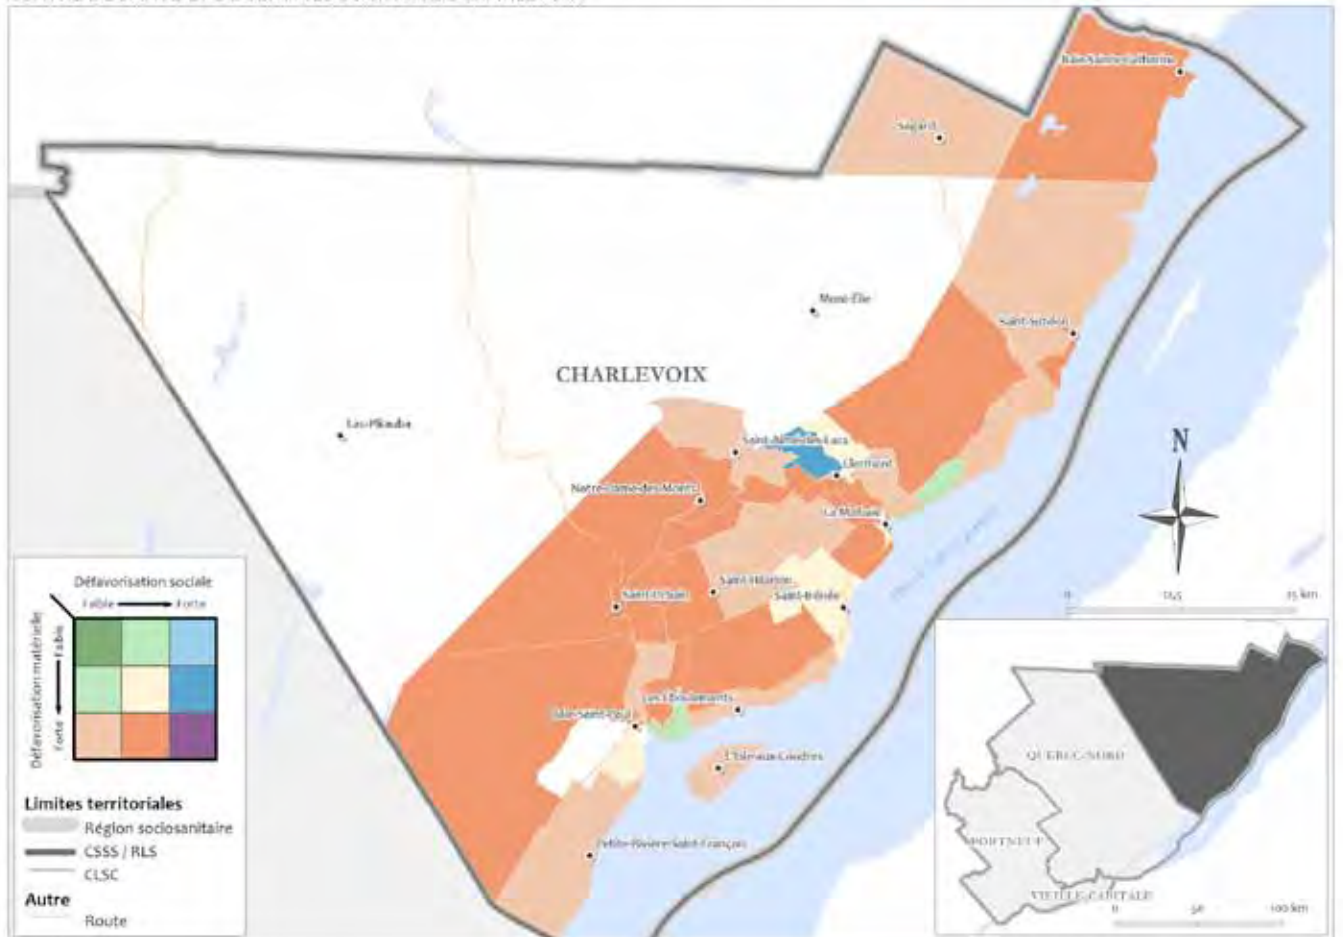 Baie-Sainte-Catherine
Sagard
Mont-Élie
Saint-Siméon
CHARLEVOIX
Lac-Pikauba
Saint-Aimé-des-Lacs
Clermont
Notre-Dame-des-Monts
La Malbaie
N
Saint-Hilarion
Saint-Urbain
Saint-Irénée
0 12,5 25 km
Les Éboulements
Baie-Saint-Paul
L'Isle-aux-Coudres
Petite-Rivière-Saint-François
Défavorisation sociale
Faible Forte
Défavorisation matérielle
Faible
Forte
Limites territoriales
Région sociosanitaire
CSSS / RLS
CLSC
Autre
Route
QUÉBEC-NORD
PORTNEUF
VIEILLE-CAPITALE
0 50 100 km